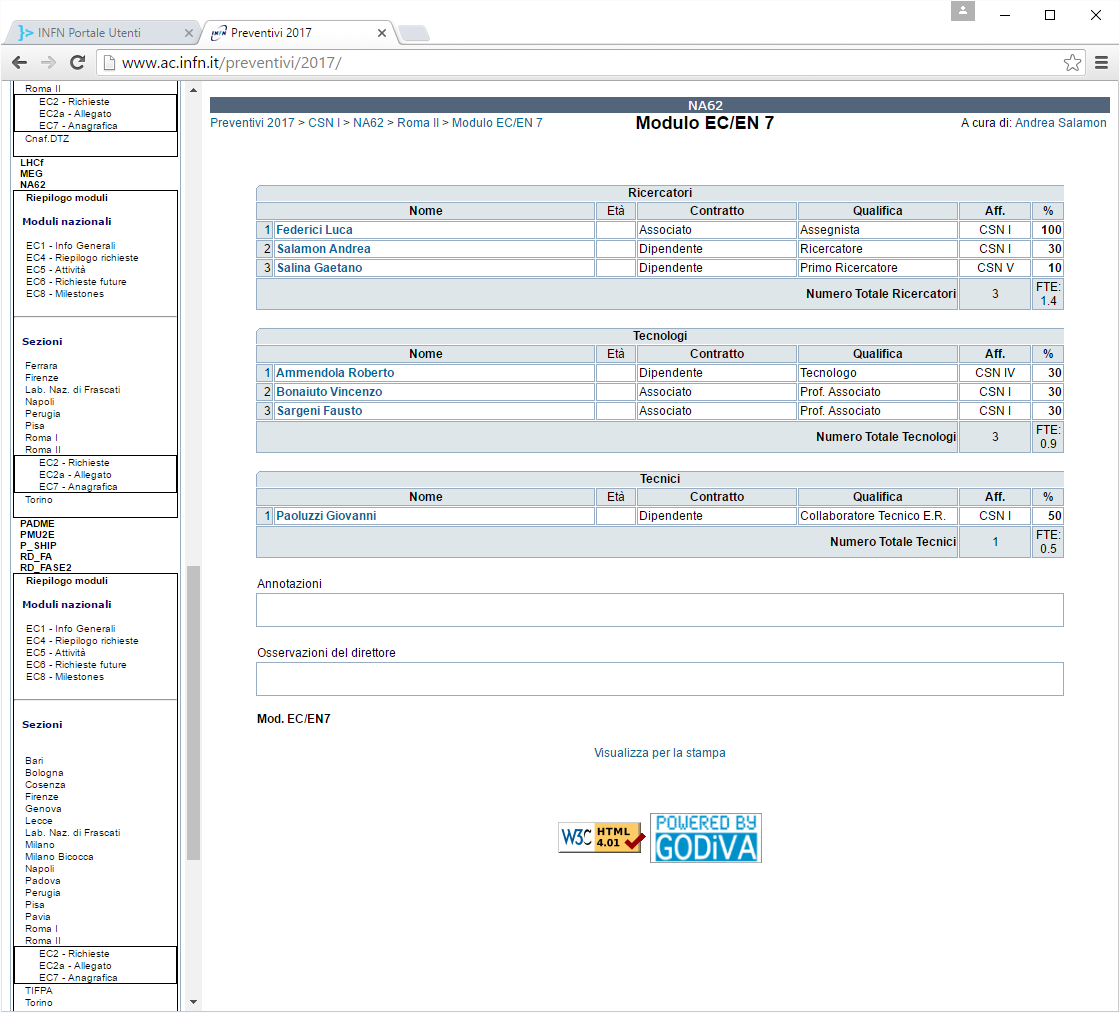 INFN Portale Utenti
Preventivi 2017
www.ac.infn.it/preventivi/2017/
Roma II
EC2 - Richieste
EC2a - Allegato
EC7 - Anagrafica
Cnaf.DTZ
LHCf
MEG
NA62
Riepilogo moduli
Moduli nazionali
EC1 - Info Generali
EC4 - Riepilogo richieste
EC5 - Attività
EC6 - Richieste future
EC8 - Milestones
Sezioni
Ferrara
Firenze
Lab. Naz. di Frascati
Napoli
Perugia
Pisa
Roma I
Roma II
EC2 - Richieste
EC2a - Allegato
EC7 - Anagrafica
Torino
PADME
PMU2E
P_SHIP
RD_FA
RD_FASE2
Riepilogo moduli
Moduli nazionali
EC1 - Info Generali
EC4 - Riepilogo richieste
EC5 - Attività
EC6 - Richieste future
EC8 - Milestones
Sezioni
Bari
Bologna
Cosenza
Firenze
Genova
Lecce
Lab. Naz. di Frascati
Milano
Milano Bicocca
Napoli
Padova
Perugia
Pisa
Pavia
Roma I
Roma II
EC2 - Richieste
EC2a - Allegato
EC7 - Anagrafica
TIFPA
Torino
NA62
Preventivi 2017 > CSN I > NA62 > Roma II > Modulo EC/EN 7 Modulo EC/EN 7 A cura di: Andrea Salamon
Ricercatori
Nome Età Contratto Qualifica Aff. %
1 Federici Luca Associato Assegnista CSN I 100
2 Salamon Andrea Dipendente Ricercatore CSN I 30
3 Salina Gaetano Dipendente Primo Ricercatore CSN V 10
Numero Totale Ricercatori 3 FTE: 1.4
Tecnologi
Nome Età Contratto Qualifica Aff. %
1 Ammendola Roberto Dipendente Tecnologo CSN IV 30
2 Bonaiuto Vincenzo Associato Prof. Associato CSN I 30
3 Sargeni Fausto Associato Prof. Associato CSN I 30
Numero Totale Tecnologi 3 FTE: 0.9
Tecnici
Nome Età Contratto Qualifica Aff. %
1 Paoluzzi Giovanni Dipendente Collaboratore Tecnico E.R. CSN I 50
Numero Totale Tecnici 1 FTE: 0.5
Annotazioni
Osservazioni del direttore
Mod. EC/EN7
Visualizza per la stampa
W3C HTML 4.01
POWERED BY
GODiVA